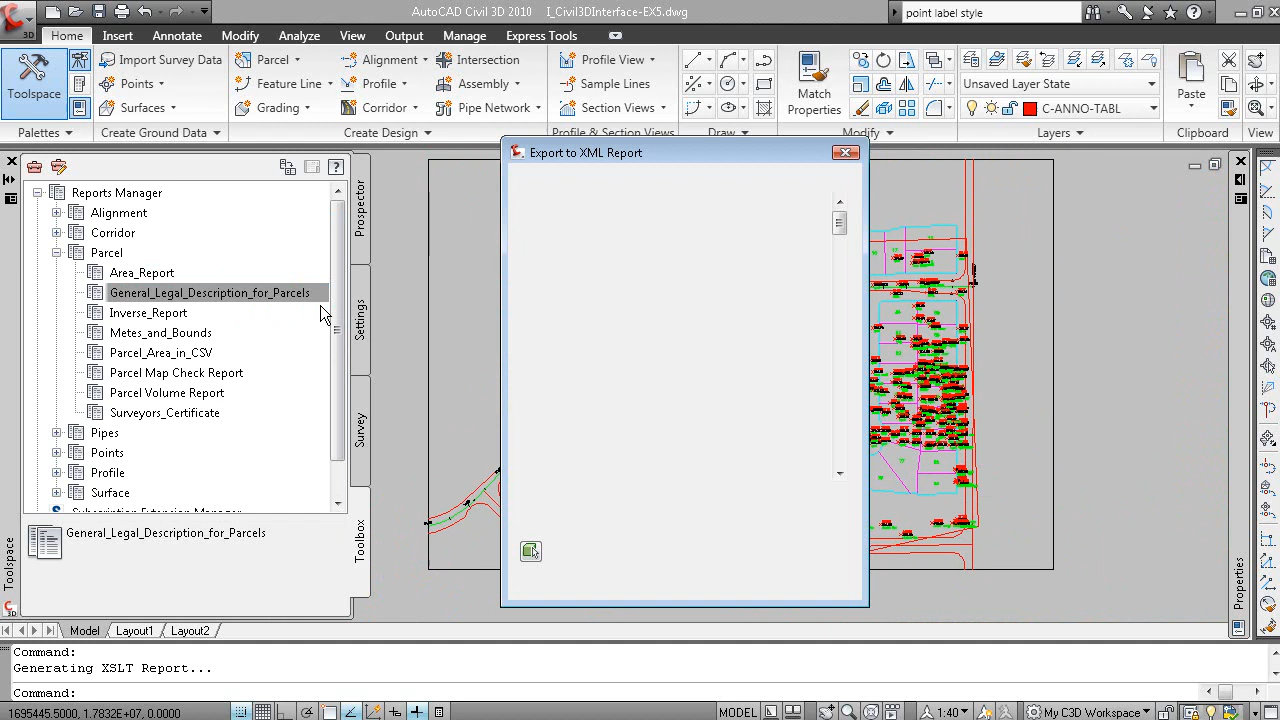 AutoCAD Civil 3D 2010 I_Civil3DInterface-EX5.dwg
point label style
3D
Home Insert Annotate Modify Analyze View Output Manage Express Tools
Import Survey Data Parcel Alignment Intersection Profile View Unsaved Layer State
Toolspace Points Feature Line Profile Assembly Sample Lines Match Properties Paste
Surfaces Grading Corridor Pipe Network Section Views C-ANNO-TABL
Palettes Create Ground Data Create Design Profile & Section Views Draw Modify Layers Clipboard View
Export to XML Report
Reports Manager
Alignment
Corridor
Parcel
Area_Report
General_Legal_Description_for_Parcels
Inverse_Report
Metes_and_Bounds
Parcel_Area_in_CSV
Parcel Map Check Report
Parcel Volume Report
Surveyors_Certificate
Pipes
Points
Profile
Surface
Subscription Extension Manager
General_Legal_Description_for_Parcels
Prospector
Settings
Survey
Toolbox
Toolspace
Properties
Model Layout1 Layout2
Command:
Generating XSLT Report...
Command:
1695445.5000, 1.7832E+07, 0.0000 MODEL 1:40 My C3D Workspace